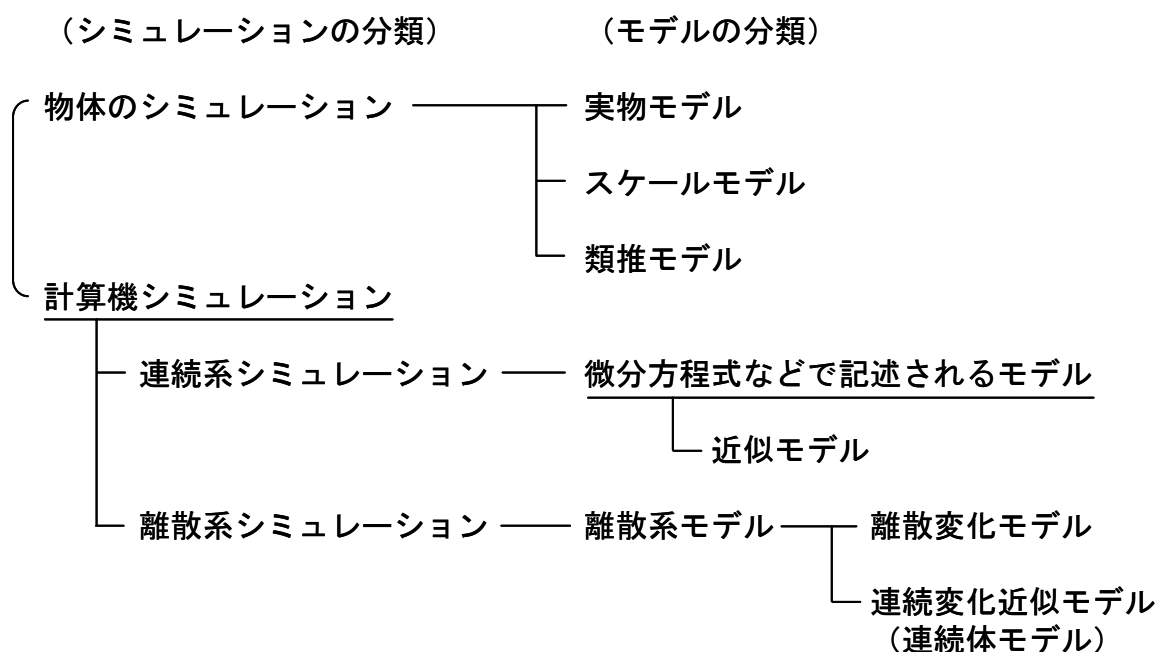 （シミュレーションの分類） （モデルの分類）
物体のシミュレーション 実物モデル
スケールモデル
類推モデル
計算機シミュレーション
連続系シミュレーション 微分方程式などで記述されるモデル
近似モデル
離散系シミュレーション 離散系モデル 離散変化モデル
連続変化近似モデル
（連続体モデル）